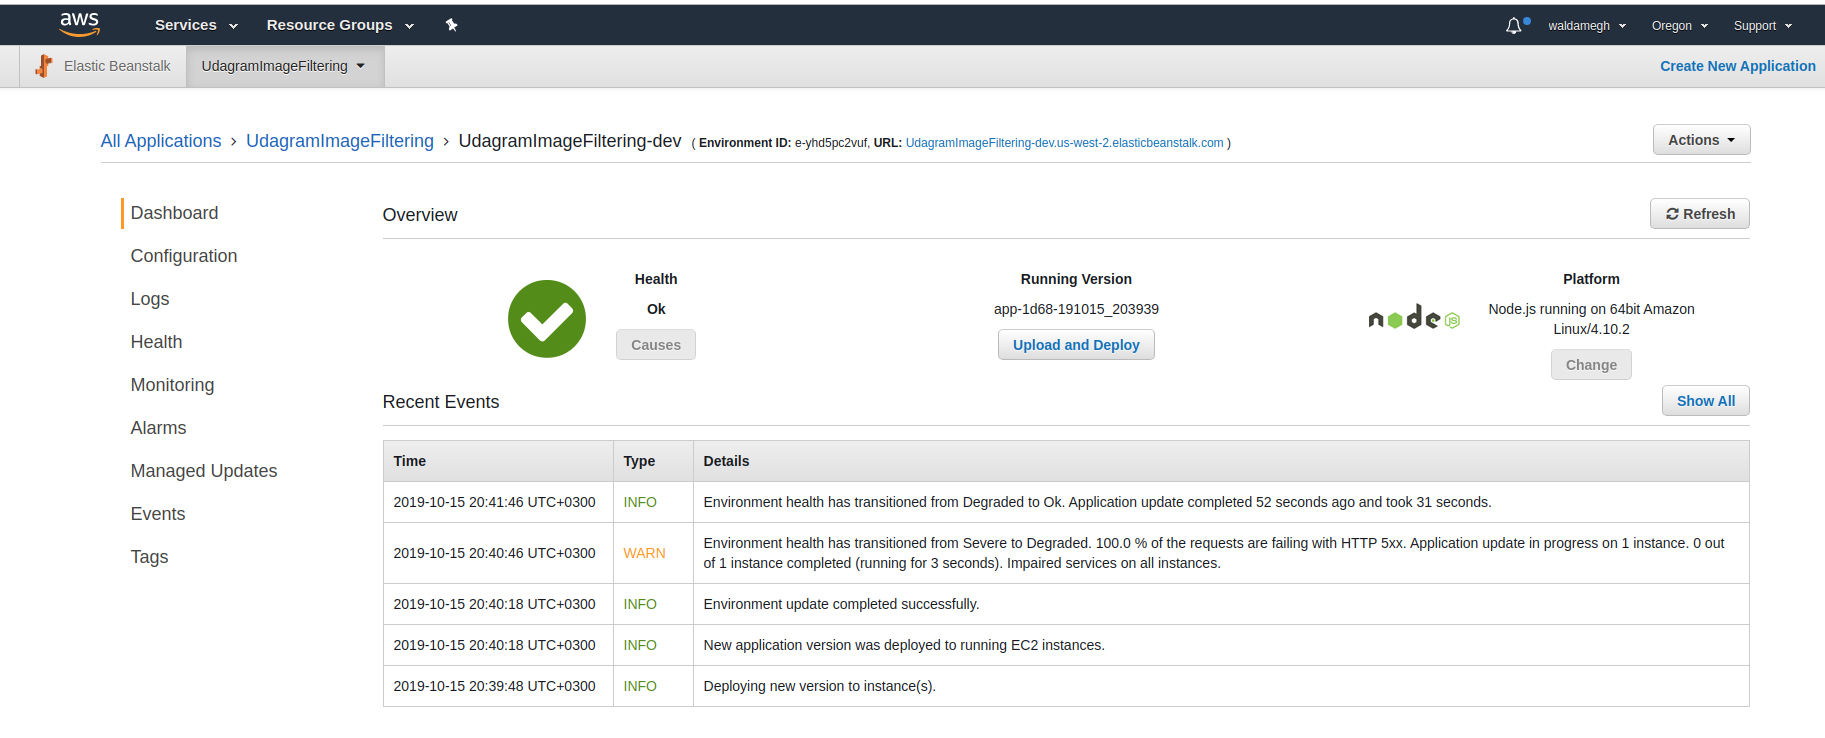 aws Services Resource Groups waldamegh Oregon Support
Elastic Beanstalk UdagramImageFiltering Create New Application
All Applications › UdagramImageFiltering › UdagramImageFiltering-dev ( Environment ID: e-yhd5pc2vuf, URL: UdagramImageFiltering-dev.us-west-2.elasticbeanstalk.com ) Actions
Dashboard
Configuration
Logs
Health
Monitoring
Alarms
Managed Updates
Events
Tags
Overview Refresh
Health
Ok
Causes
Running Version
app-1d68-191015_203939
Upload and Deploy
node JS
Platform
Node.js running on 64bit Amazon
Linux/4.10.2
Change
Recent Events Show All
Time Type Details
2019-10-15 20:41:46 UTC+0300 INFO Environment health has transitioned from Degraded to Ok. Application update completed 52 seconds ago and took 31 seconds.
2019-10-15 20:40:46 UTC+0300 WARN Environment health has transitioned from Severe to Degraded. 100.0 % of the requests are failing with HTTP 5xx. Application update in progress on 1 instance. 0 out
of 1 instance completed (running for 3 seconds). Impaired services on all instances.
2019-10-15 20:40:18 UTC+0300 INFO Environment update completed successfully.
2019-10-15 20:40:18 UTC+0300 INFO New application version was deployed to running EC2 instances.
2019-10-15 20:39:48 UTC+0300 INFO Deploying new version to instance(s).